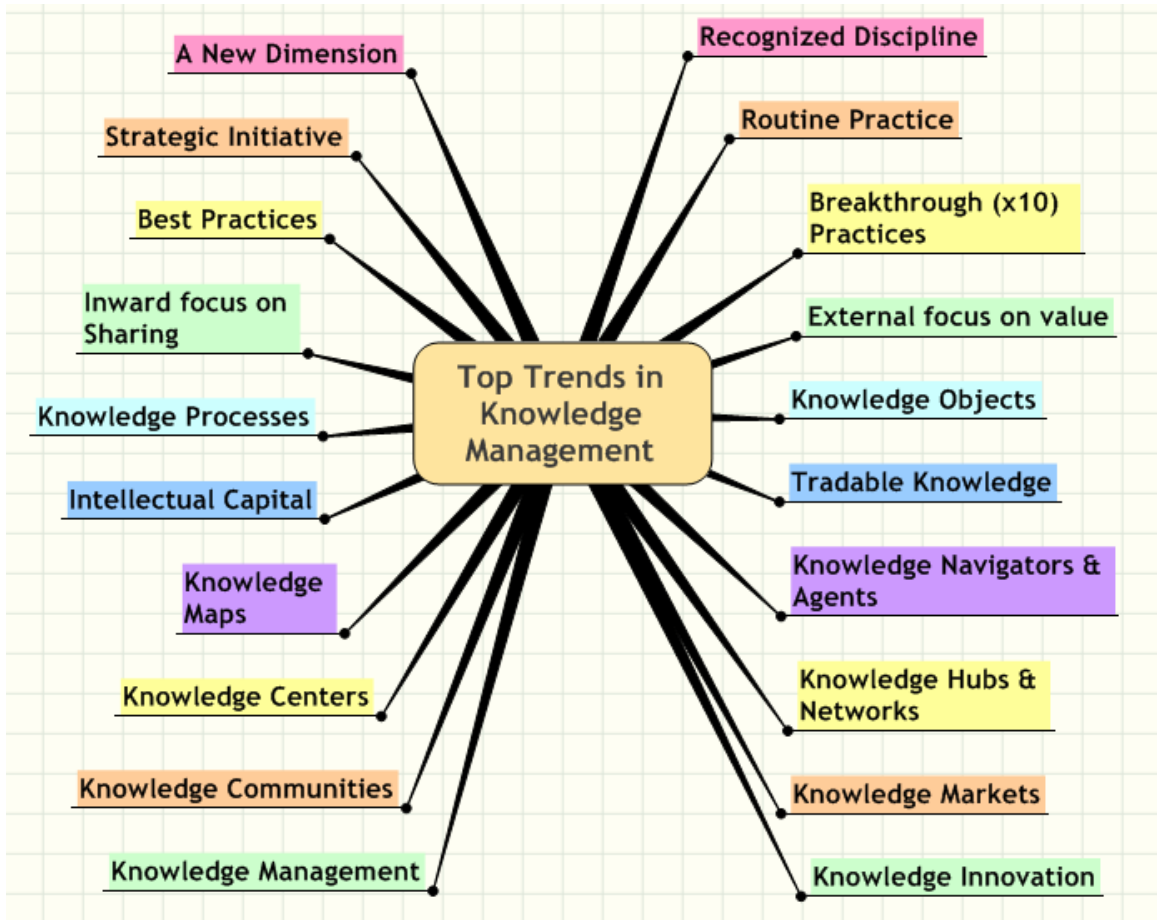 A New Dimension
Recognized Discipline
Strategic Initiative
Routine Practice
Best Practices
Breakthrough (x10)
Practices
Inward focus on
Sharing
External focus on value
Top Trends in
Knowledge
Management
Knowledge Processes
Knowledge Objects
Intellectual Capital
Tradable Knowledge
Knowledge
Maps
Knowledge Navigators &
Agents
Knowledge Centers
Knowledge Hubs &
Networks
Knowledge Communities
Knowledge Markets
Knowledge Management
Knowledge Innovation